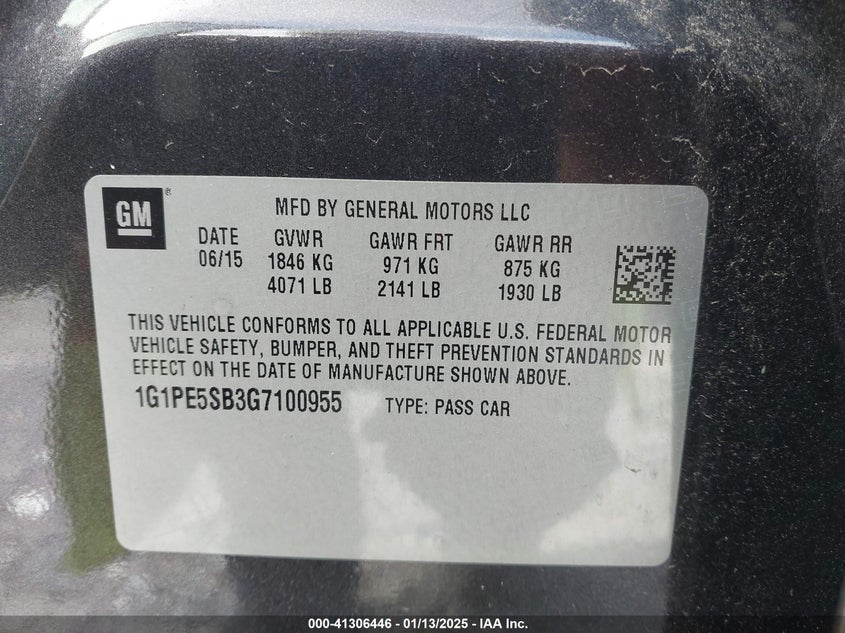 GM®
MFD BY GENERAL MOTORS LLC
DATE GVWR GAWR FRT GAWR RR
06/15 1846 KG 971 KG 875 KG
4071 LB 2141 LB 1930 LB
THIS VEHICLE CONFORMS TO ALL APPLICABLE U.S. FEDERAL MOTOR
VEHICLE SAFETY, BUMPER, AND THEFT PREVENTION STANDARDS IN
EFFECT ON THE DATE OF MANUFACTURE SHOWN ABOVE.
1G1PE5SB3G7100955 TYPE: PASS CAR
000-41306446 - 01/13/2025 - IAA Inc.